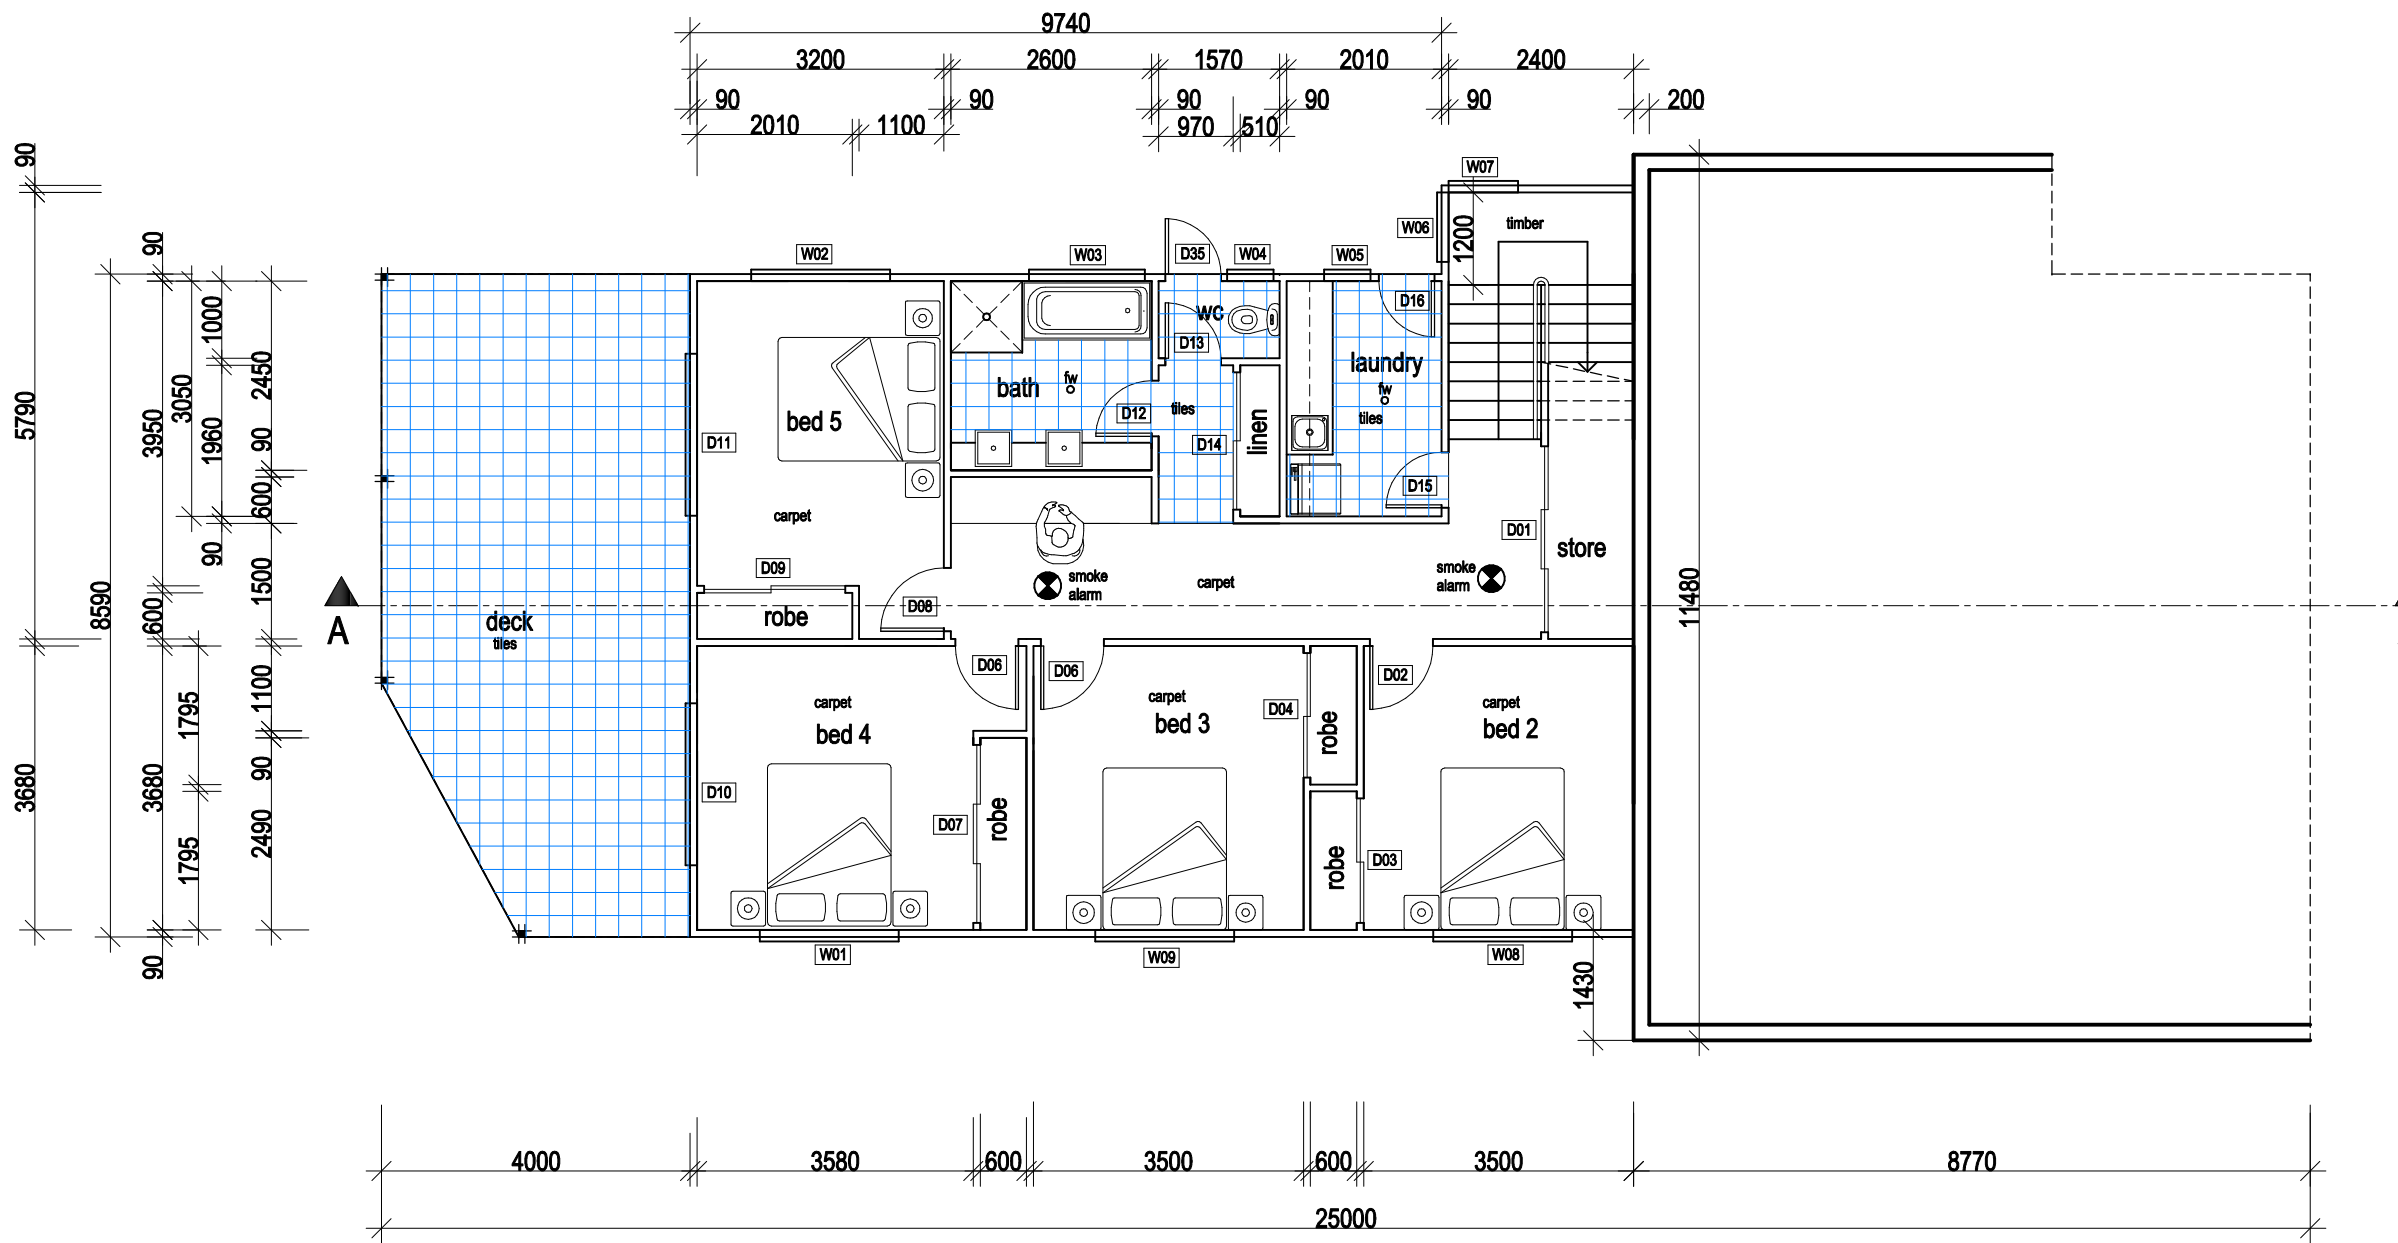 9740
3200 2600 1570 2010 2400
90 90 90 90 90 200
2010 1100 970 510
90
5790
3680
8590
90
3950
600
3680
90
3050
1795
1795
1000
1960
90
2450
90
600
1500
1100
90
2490
W07
W06
1200
timber
W02 W03 D35 W04 W05
D16
WC
D13
laundry
fw
tiles
bath
fw
D12
tiles
D14
linen
D11
bed 5
carpet
D15
D01
store
D09
robe
D08
smoke
alarm
carpet
smoke
alarm
11480
A
deck
tiles
D06 D06 D02
carpet carpet carpet
bed 4 bed 3 bed 2
D04
robe
D10
D07
robe
robe
D03
W01 W09 W08
1430
4000 3580 600 3500 600 3500 8770
25000